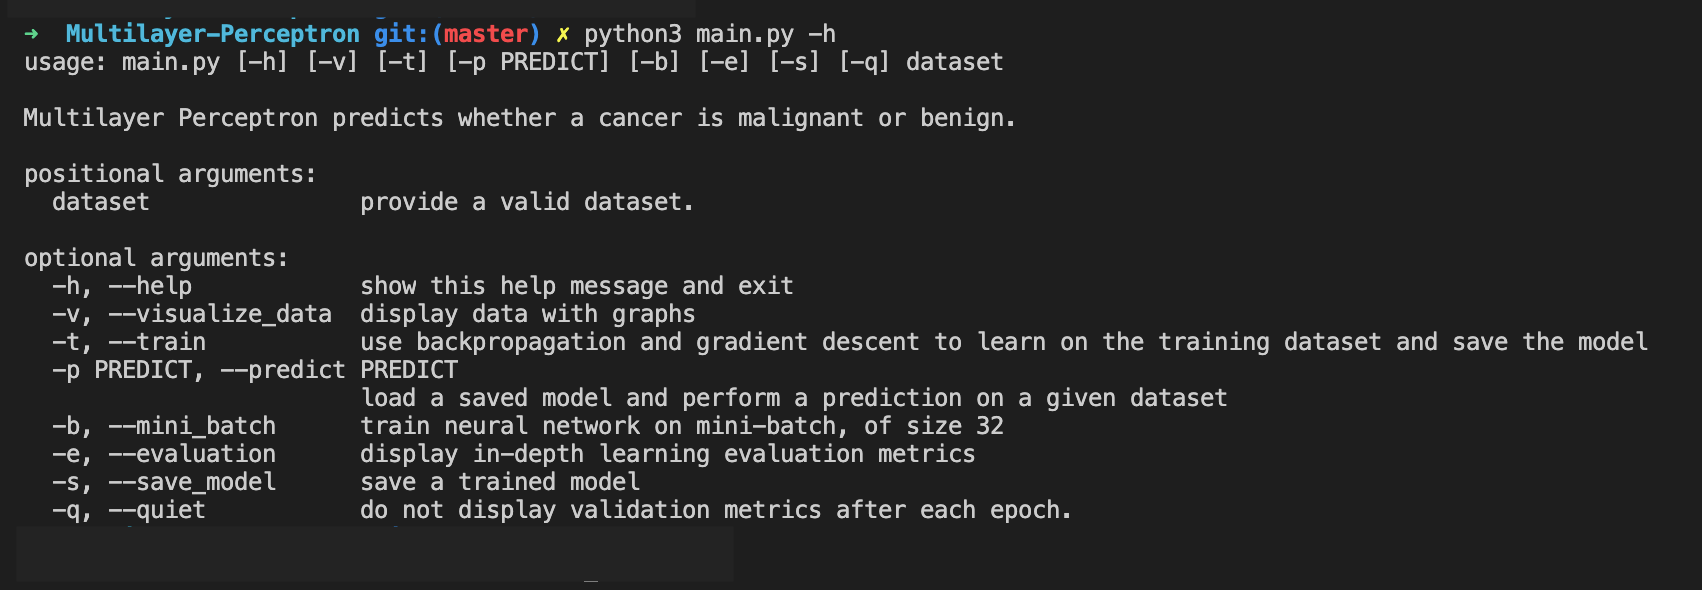 ➜  Multilayer-Perceptron git:(master) ✗ python3 main.py -h
usage: main.py [-h] [-v] [-t] [-p PREDICT] [-b] [-e] [-s] [-q] dataset

Multilayer Perceptron predicts whether a cancer is malignant or benign.

positional arguments:
  dataset               provide a valid dataset.

optional arguments:
  -h, --help            show this help message and exit
  -v, --visualize_data  display data with graphs
  -t, --train           use backpropagation and gradient descent to learn on the training dataset and save the model
  -p PREDICT, --predict PREDICT
                        load a saved model and perform a prediction on a given dataset
  -b, --mini_batch      train neural network on mini-batch, of size 32
  -e, --evaluation      display in-depth learning evaluation metrics
  -s, --save_model      save a trained model
  -q, --quiet           do not display validation metrics after each epoch.